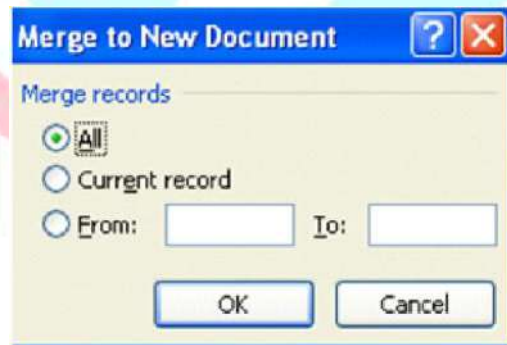 Merge to New Document
Merge records
All
Current record
From: To:
OK Cancel